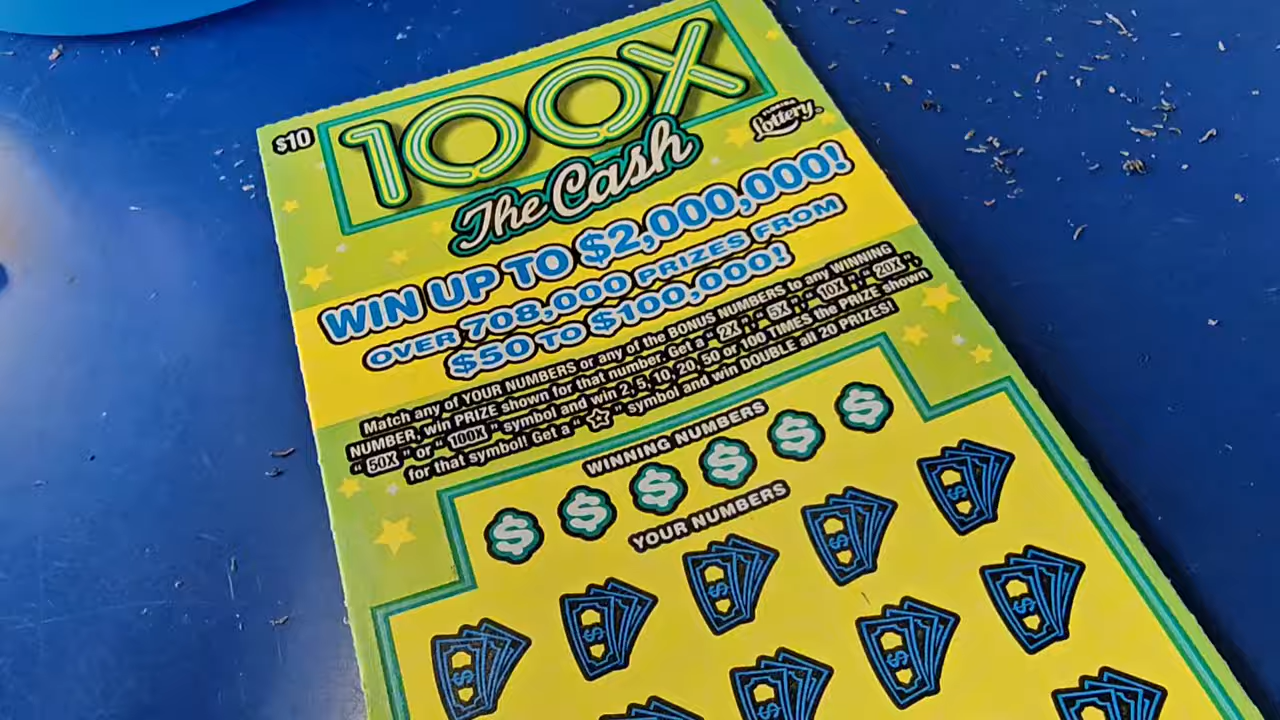 $10
100X
The Cash
FLORIDA
Lottery
WIN UP TO $2,000,000!
OVER 708,000 PRIZES FROM
$50 TO $100,000!
Match any of YOUR NUMBERS or any of the BONUS NUMBERS to any WINNING
NUMBER, win PRIZE shown for that number. Get a "2X", "5X", "10X", "20X",
"50X" or "100X" symbol and win 2, 5, 10, 20, 50 or 100 TIMES the PRIZE shown
for that symbol! Get a "☆" symbol and win DOUBLE all 20 PRIZES!
WINNING NUMBERS
$ $ $ $ $ $
YOUR NUMBERS